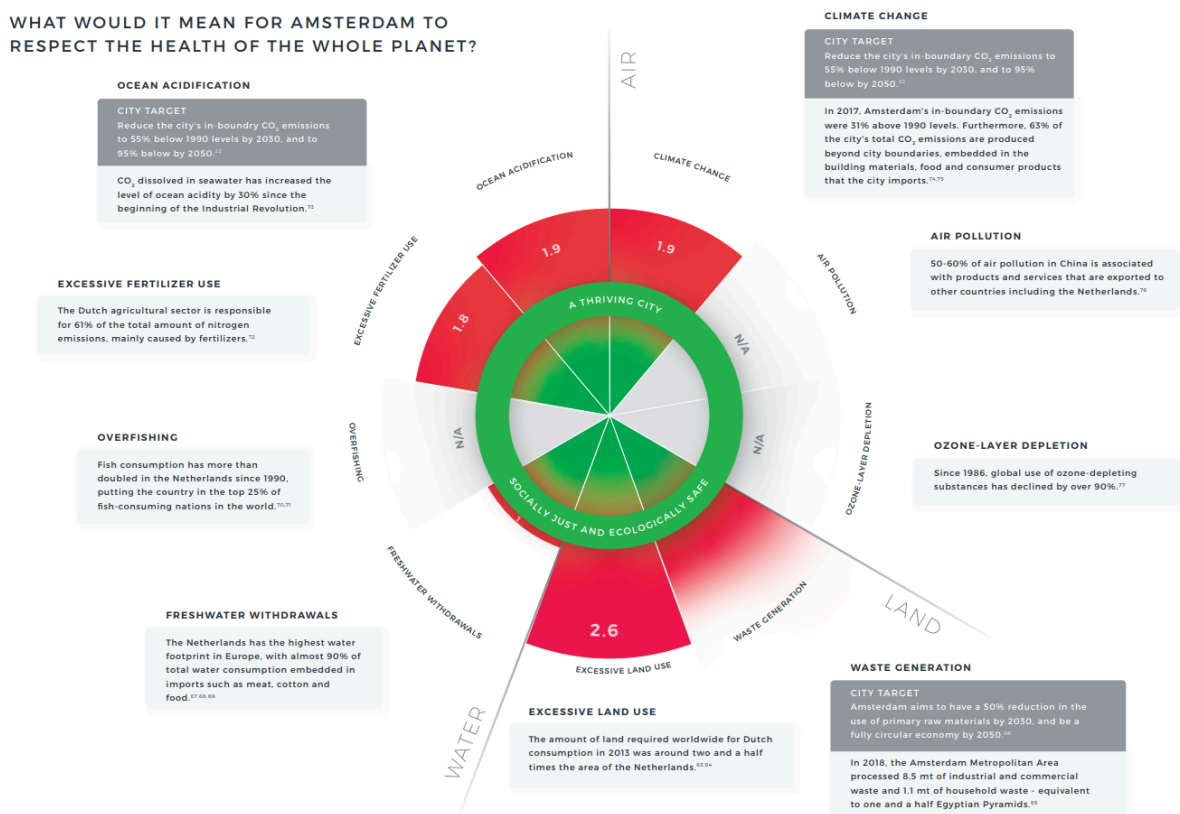 WHAT WOULD IT MEAN FOR AMSTERDAM TO
RESPECT THE HEALTH OF THE WHOLE PLANET?
OCEAN ACIDIFICATION
CITY TARGET
Reduce the city's in-boundry CO₂ emissions
to 55% below 1990 levels by 2030, and to
95% below by 2050.
CO₂ dissolved in seawater has increased the
level of ocean acidity by 30% since the
beginning of the Industrial Revolution.⁷³
EXCESSIVE FERTILIZER USE
The Dutch agricultural sector is responsible
for 61% of the total amount of nitrogen
emissions, mainly caused by fertilizers.⁷²
OVERFISHING
Fish consumption has more than
doubled in the Netherlands since 1990,
putting the country in the top 25% of
fish-consuming nations in the world.⁷⁰,⁷¹
FRESHWATER WITHDRAWALS
The Netherlands has the highest water
footprint in Europe, with almost 90% of
total water consumption embedded in
imports such as meat, cotton and
food.⁶⁷,⁶⁸,⁶⁹
AIR
OCEAN ACIDIFICATION
CLIMATE CHANGE
EXCESSIVE FERTILIZER USE
AIR POLLUTION
1.9
1.9
1.8
N/A
A THRIVING CITY
OVERFISHING
N/A
N/A
OZONE-LAYER DEPLETION
SOCIALLY JUST AND ECOLOGICALLY SAFE
FRESHWATER WITHDRAWALS
2.6
WASTE GENERATION
EXCESSIVE LAND USE
LAND
WATER
EXCESSIVE LAND USE
The amount of land required worldwide for Dutch
consumption in 2013 was around two and a half
times the area of the Netherlands.⁶³,⁶⁴
CLIMATE CHANGE
CITY TARGET
Reduce the city's in-boundary CO₂ emissions to
55% below 1990 levels by 2030, and to 95%
below by 2050.
In 2017, Amsterdam's in-boundary CO₂ emissions
were 31% above 1990 levels. Furthermore, 63% of
the city's total CO₂ emissions are produced
beyond city boundaries, embedded in the
building materials, food and consumer products
that the city imports.⁷⁴,⁷⁵
AIR POLLUTION
50-60% of air pollution in China is associated
with products and services that are exported to
other countries including the Netherlands.⁷⁶
OZONE-LAYER DEPLETION
Since 1986, global use of ozone-depleting
substances has declined by over 90%.⁷⁷
WASTE GENERATION
CITY TARGET
Amsterdam aims to have a 50% reduction in the
use of primary raw materials by 2030, and be a
fully circular economy by 2050.
In 2018, the Amsterdam Metropolitan Area
processed 8.5 mt of industrial and commercial
waste and 1.1 mt of household waste - equivalent
to one and a half Egyptian Pyramids.⁶⁵